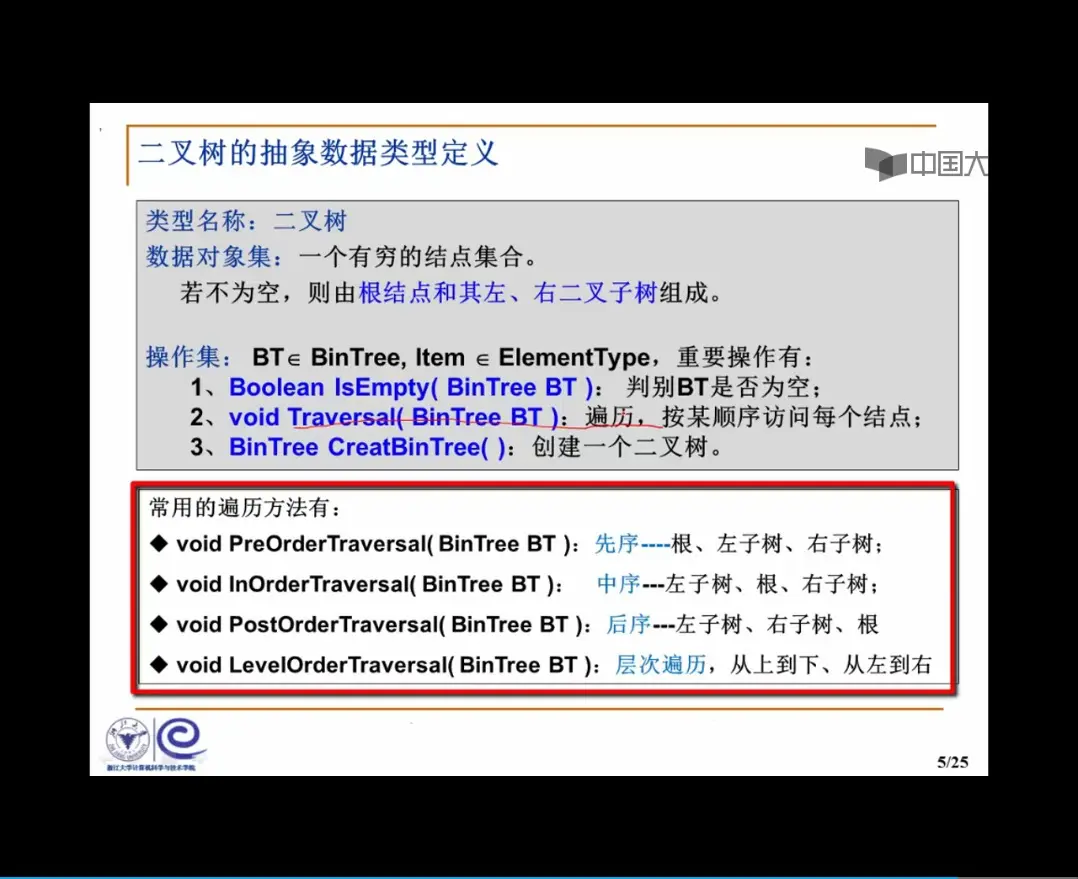 二叉树的抽象数据类型定义
中国大
类型名称：二叉树
数据对象集：一个有穷的结点集合。
若不为空，则由根结点和其左、右二叉子树组成。
操作集： BT∈ BinTree, Item ∈ ElementType，重要操作有：
1、Boolean IsEmpty( BinTree BT )： 判别BT是否为空；
2、void Traversal( BinTree BT )：遍历，按某顺序访问每个结点；
3、BinTree CreatBinTree( )：创建一个二叉树。
常用的遍历方法有：
◆ void PreOrderTraversal( BinTree BT )：先序----根、左子树、右子树；
◆ void InOrderTraversal( BinTree BT )： 中序---左子树、根、右子树；
◆ void PostOrderTraversal( BinTree BT )：后序---左子树、右子树、根
◆ void LevelOrderTraversal( BinTree BT )：层次遍历，从上到下、从左到右
浙江大学计算机科学与技术学院
5/25